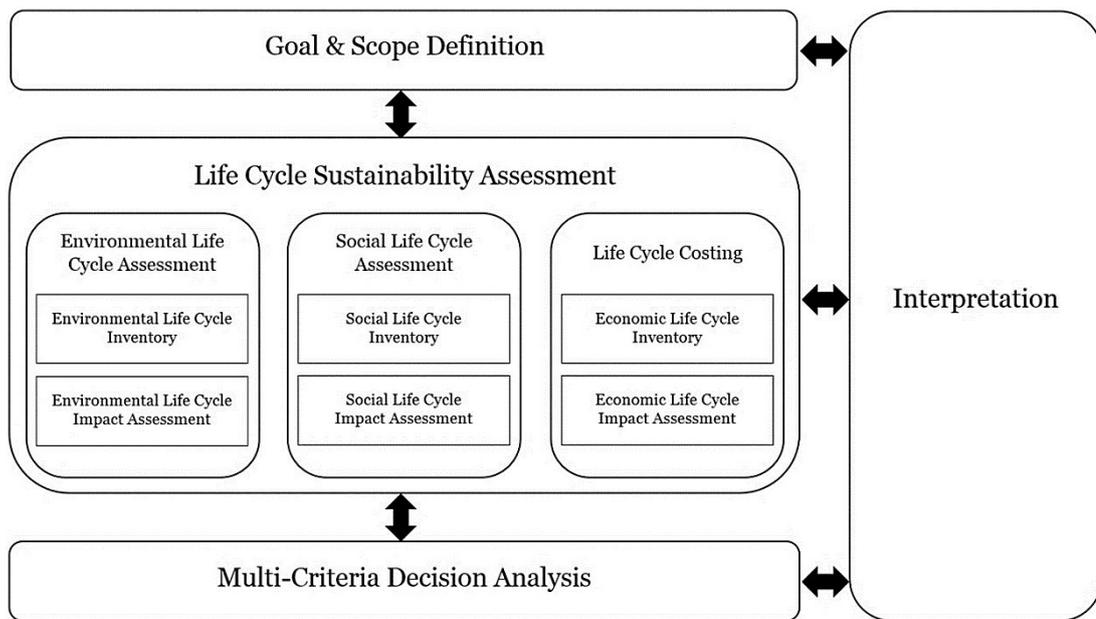 Goal & Scope Definition
Life Cycle Sustainability Assessment
Environmental Life
Cycle Assessment
Environmental Life Cycle
Inventory
Environmental Life Cycle
Impact Assessment
Social Life Cycle
Assessment
Social Life Cycle
Inventory
Social Life Cycle
Impact Assessment
Life Cycle Costing
Economic Life Cycle
Inventory
Economic Life Cycle
Impact Assessment
Multi-Criteria Decision Analysis
Interpretation